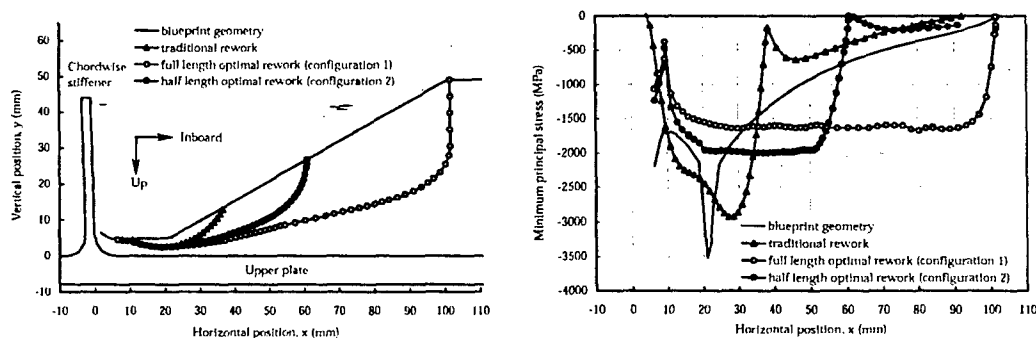 blueprint geometry
traditional rework
full length optimal rework (configuration 1)
half length optimal rework (configuration 2)
Chordwise
stiffener
Inboard
Up
Upper plate
Vertical position, y (mm)
60
50
40
30
20
10
0
-10
-10 0 10 20 30 40 50 60 70 80 90 100 110
Horizontal position, x (mm)
Minimum principal stress (MPa)
0
-500
-1000
-1500
-2000
-2500
-3000
-3500
-4000
blueprint geometry
traditional rework
full length optimal rework (configuration 1)
half length optimal rework (configuration 2)
-10 0 10 20 30 40 50 60 70 80 90 100 110
Horizontal position, x (mm)